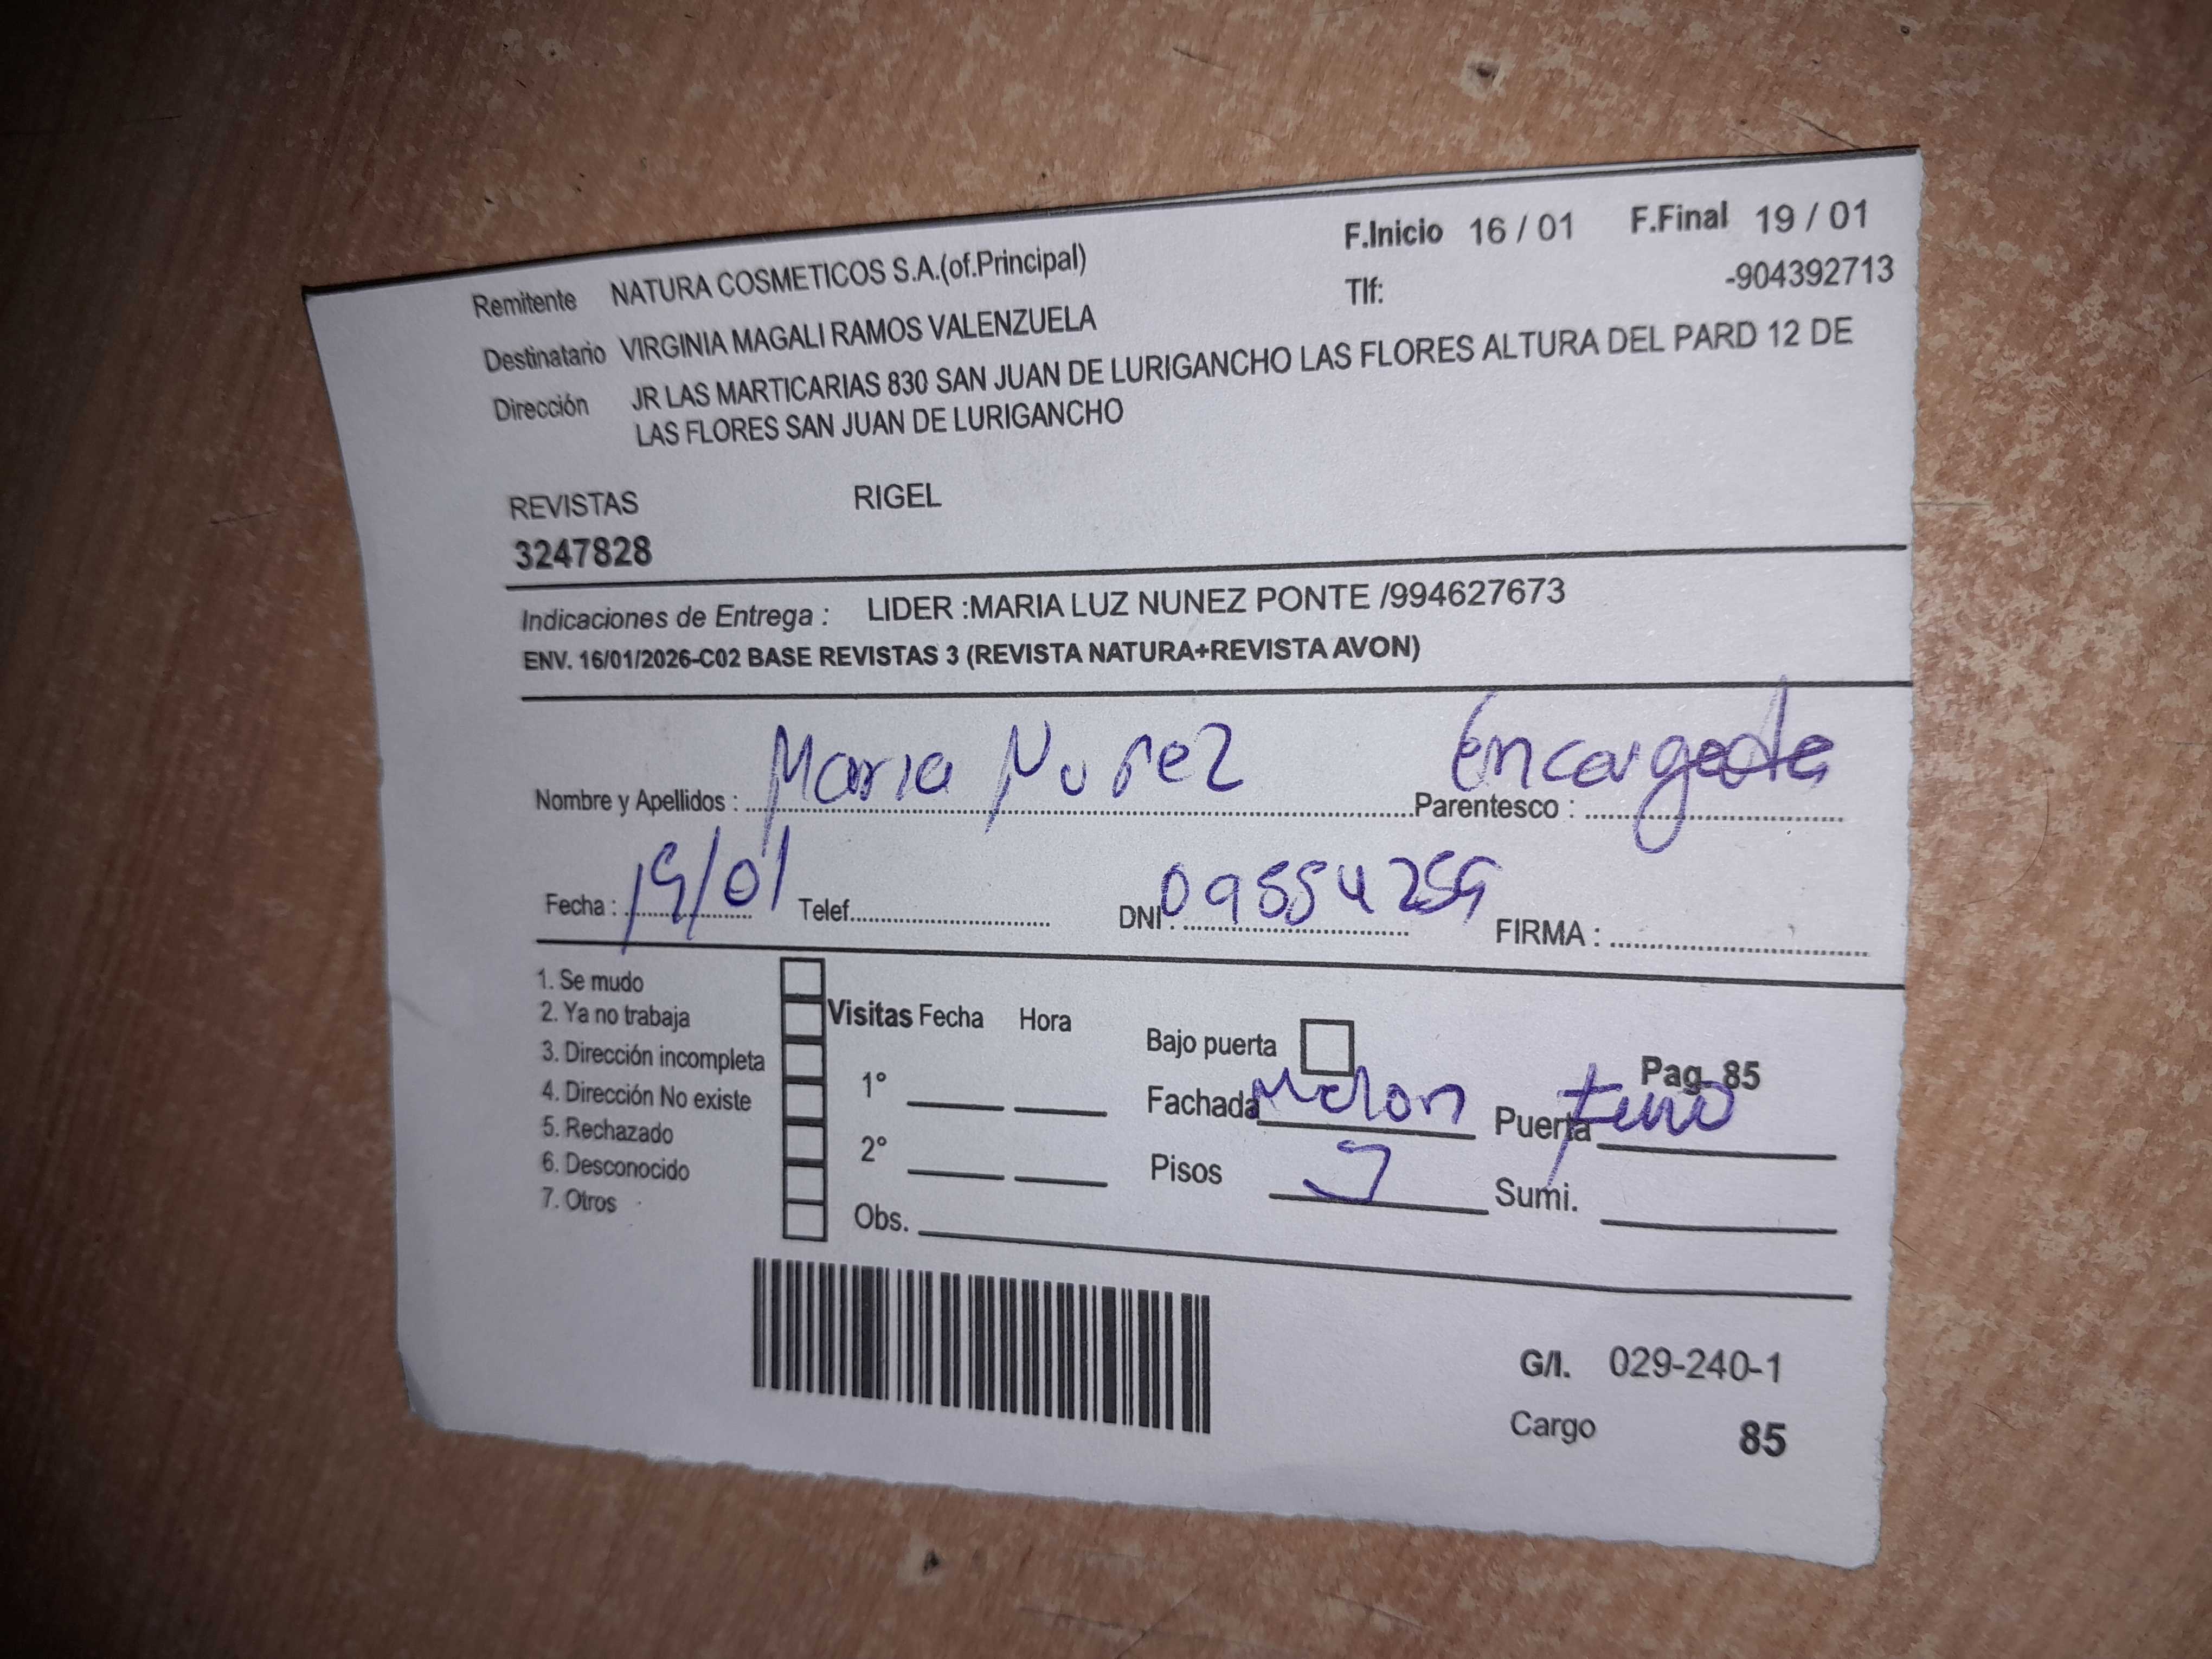 F.Inicio 16 / 01 F.Final 19 / 01
Remitente NATURA COSMETICOS S.A.(of.Principal) Tlf: -904392713
Destinatario VIRGINIA MAGALI RAMOS VALENZUELA
Dirección JR LAS MARTICARIAS 830 SAN JUAN DE LURIGANCHO LAS FLORES ALTURA DEL PARD 12 DE
LAS FLORES SAN JUAN DE LURIGANCHO
REVISTAS RIGEL
3247828
Indicaciones de Entrega : LIDER :MARIA LUZ NUNEZ PONTE /994627673
ENV. 16/01/2026-C02 BASE REVISTAS 3 (REVISTA NATURA+REVISTA AVON)
Nombre y Apellidos : Maria Nuñez Parentesco : Encargada
Fecha : 19/01 Telef. DNI : FIRMA :
1. Se mudo
2. Ya no trabaja Visitas Fecha Hora Bajo puerta
3. Dirección incompleta Pag. 85
4. Dirección No existe 1° Fachada Melon Puerta
5. Rechazado
6. Desconocido 2° Pisos Sumi.
7. Otros Obs.
G/I. 029-240-1
Cargo 85